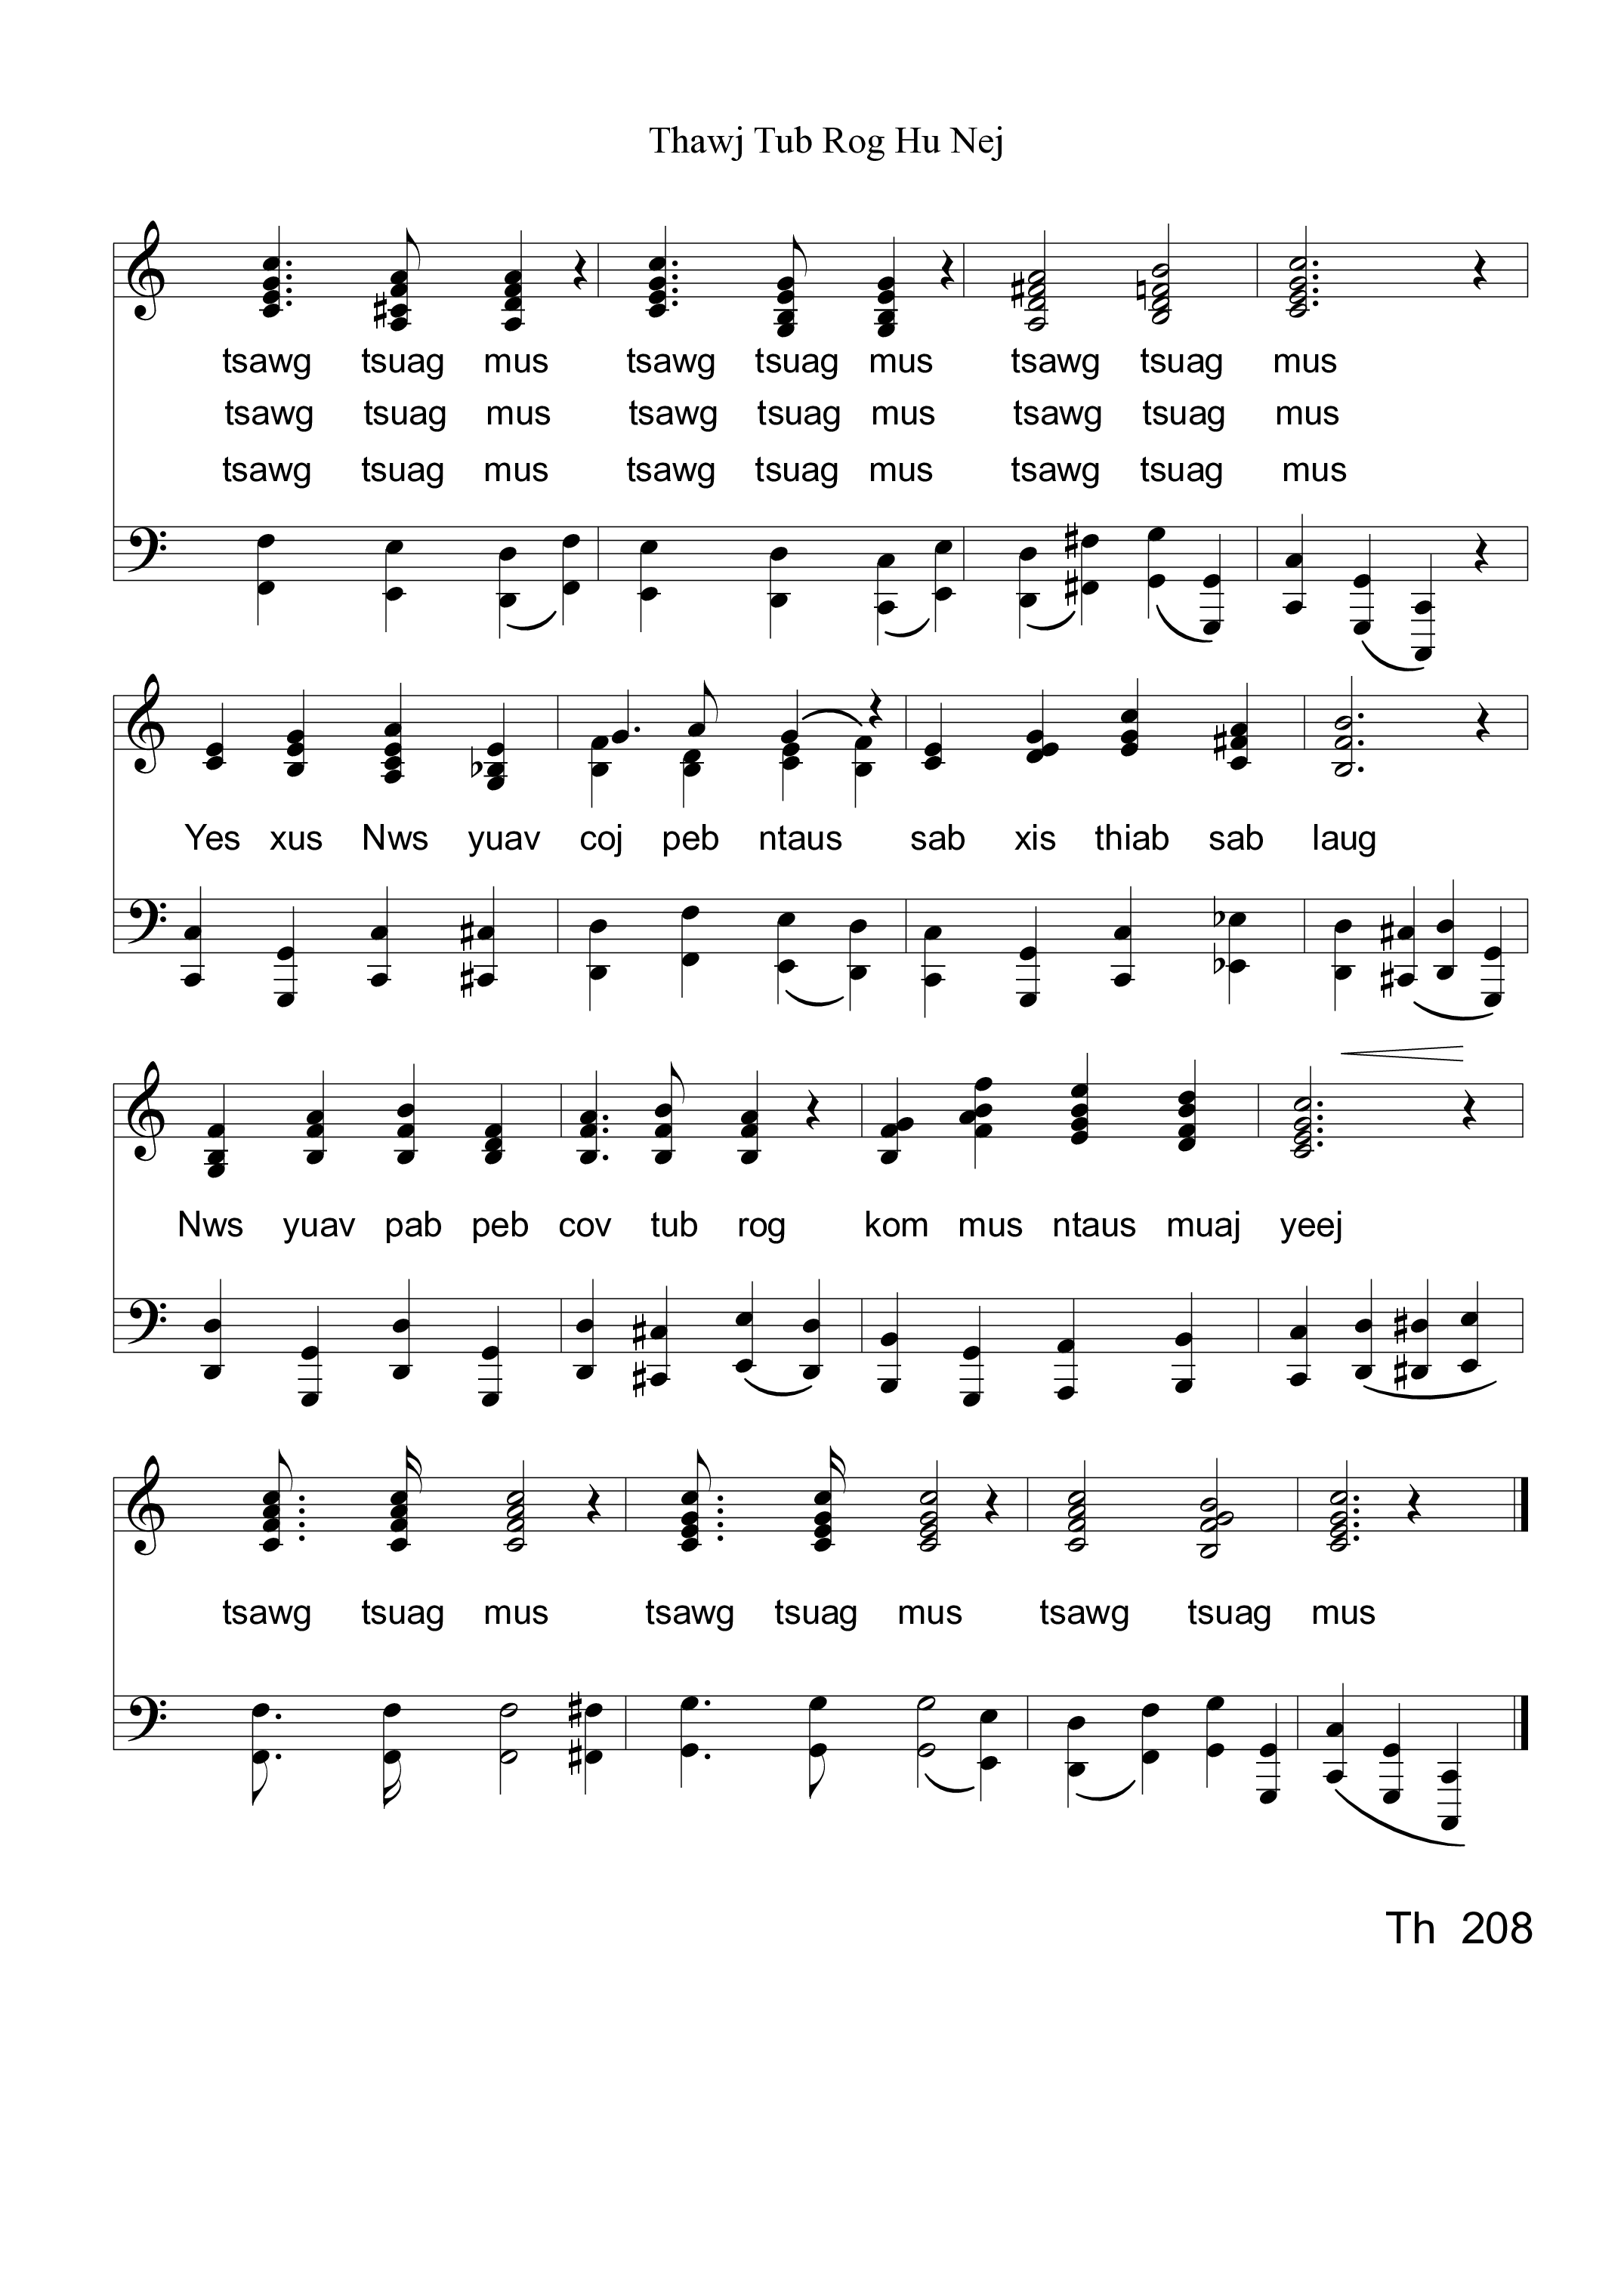 Thawj Tub Rog Hu Nej
tsawg tsuag mus tsawg tsuag mus tsawg tsuag mus
tsawg tsuag mus tsawg tsuag mus tsawg tsuag mus
tsawg tsuag mus tsawg tsuag mus tsawg tsuag mus
Yes xus Nws yuav coj peb ntaus sab xis thiab sab laug
Nws yuav pab peb cov tub rog kom mus ntaus muaj yeej
tsawg tsuag mus tsawg tsuag mus tsawg tsuag mus
Th 208